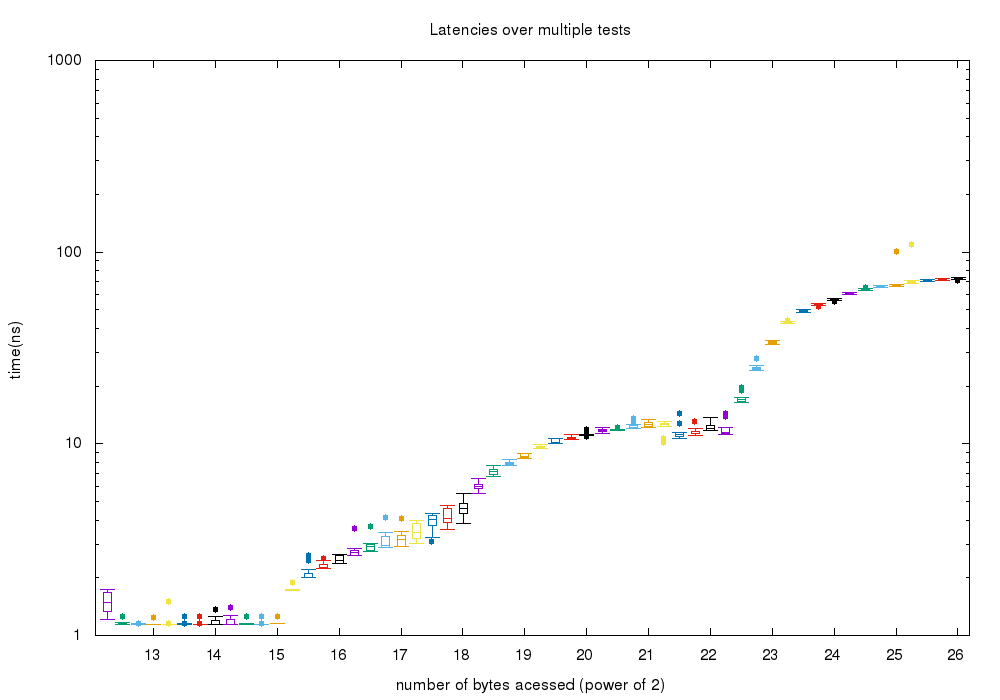 Latencies over multiple tests
1000
100
10
1
time(ns)
13 14 15 16 17 18 19 20 21 22 23 24 25 26
number of bytes acessed (power of 2)